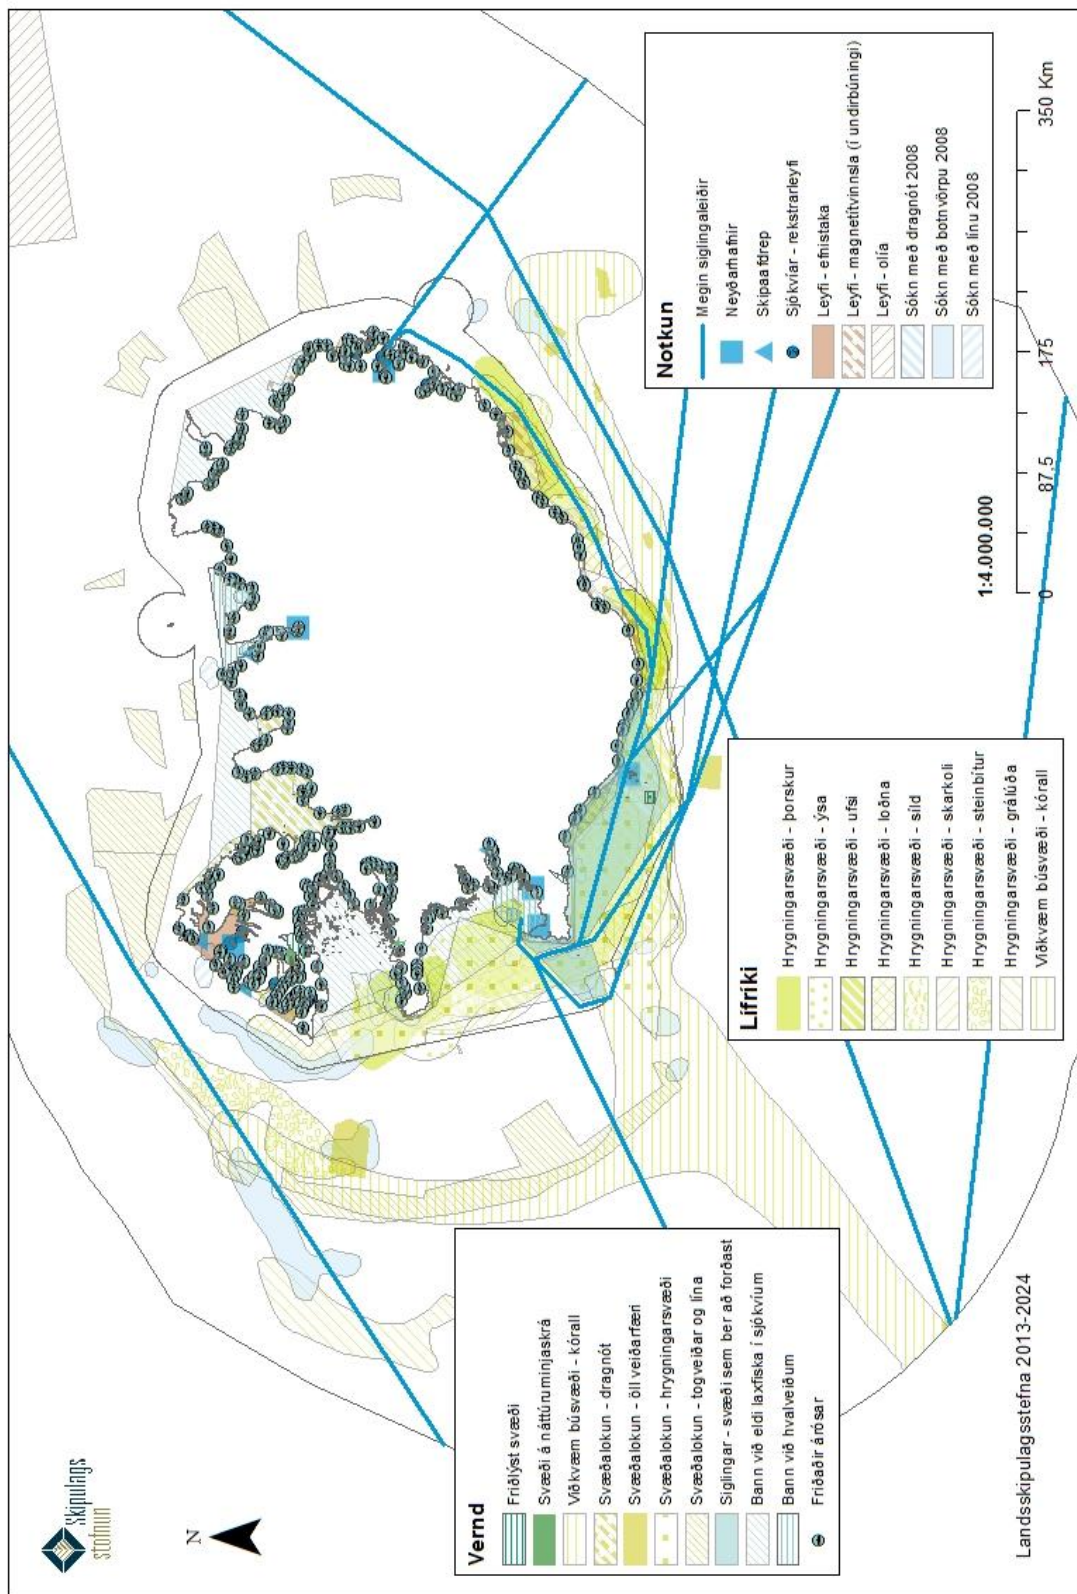 Skipulags
stofnun
N
Vernd
Friðlýst svæði
Svæði á náttúruminjaskrá
Viðkvæm búsvæði - kórall
Svæðalokun - dragnót
Svæðalokun - öll veiðarfæri
Svæðalokun - hrygningarsvæði
Svæðalokun - togveiðar og lína
Siglingar - svæði sem ber að forðast
Bann við eldi laxfiska í sjókvíum
Bann við hvalveiðum
Friðaðir árósar
Lífríki
Hrygningarsvæði - þorskur
Hrygningarsvæði - ýsa
Hrygningarsvæði - ufsi
Hrygningarsvæði - loðna
Hrygningarsvæði - síld
Hrygningarsvæði - skarkoli
Hrygningarsvæði - steinbítur
Hrygningarsvæði - grálúða
Viðkvæm búsvæði - kórall
Notkun
Megin siglingaleiðir
Neyðarhafnir
Skipaafdrep
Sjókvíar - rekstrarleyfi
Leyfi - efnistaka
Leyfi - magnetítvinnsla (í undirbúningi)
Leyfi - olía
Sókn með dragnót 2008
Sókn með botnvörpu 2008
Sókn með línu 2008
1:4.000.000
0 87,5 175 350 Km
Landsskipulagsstefna 2013-2024